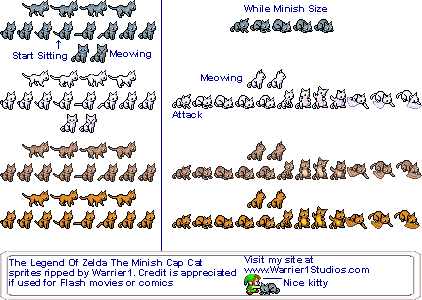 While Minish Size
Start Sitting ↑ Meowing
Meowing
Attack
The Legend Of Zelda The Minish Cap Cat
sprites ripped by Warrier1. Credit is appreciated
if used for Flash movies or comics
Visit my site at
www.Warrier1Studios.com
Nice kitty